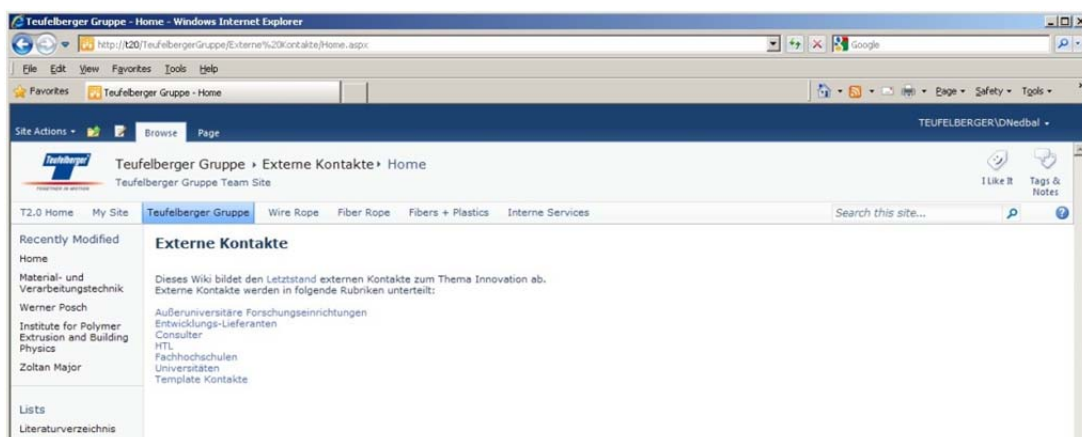 Teufelberger Gruppe - Home - Windows Internet Explorer
http://t20/TeufelbergerGruppe/Externe%20Kontakte/Home.aspx
Google
File Edit View Favorites Tools Help
Favorites Teufelberger Gruppe - Home Page Safety Tools
Site Actions Browse Page TEUFELBERGER\DNedbal
Teufelberger
TOGETHER IN MOTION
Teufelberger Gruppe Externe Kontakte Home
Teufelberger Gruppe Team Site
I Like It Tags & Notes
T2.0 Home My Site Teufelberger Gruppe Wire Rope Fiber Rope Fibers + Plastics Interne Services Search this site...
Recently Modified
Home
Material- und
Verarbeitungstechnik
Werner Posch
Institute for Polymer
Extrusion and Building
Physics
Zoltan Major
Lists
Literaturverzeichnis
Externe Kontakte
Dieses Wiki bildet den Letztstand externen Kontakte zum Thema Innovation ab.
Externe Kontakte werden in folgende Rubriken unterteilt:
Außeruniversitäre Forschungseinrichtungen
Entwicklungs-Lieferanten
Consulter
HTL
Fachhochschulen
Universitäten
Template Kontakte